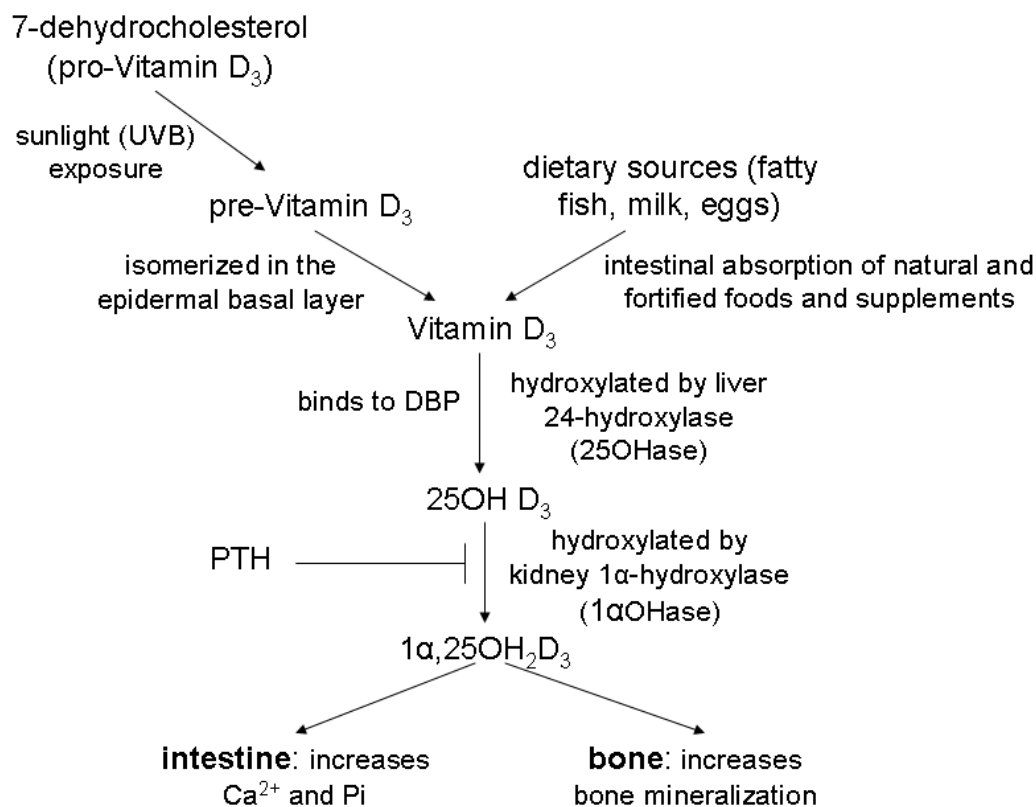 7-dehydrocholesterol
(pro-Vitamin D₃)
sunlight (UVB)
exposure
pre-Vitamin D₃
dietary sources (fatty
fish, milk, eggs)
isomerized in the
epidermal basal layer
intestinal absorption of natural and
fortified foods and supplements
Vitamin D₃
binds to DBP
hydroxylated by liver
24-hydroxylase
(25OHase)
25OH D₃
PTH
hydroxylated by
kidney 1α-hydroxylase
(1αOHase)
1α,25OH₂D₃
intestine: increases
Ca²⁺ and Pi
bone: increases
bone mineralization